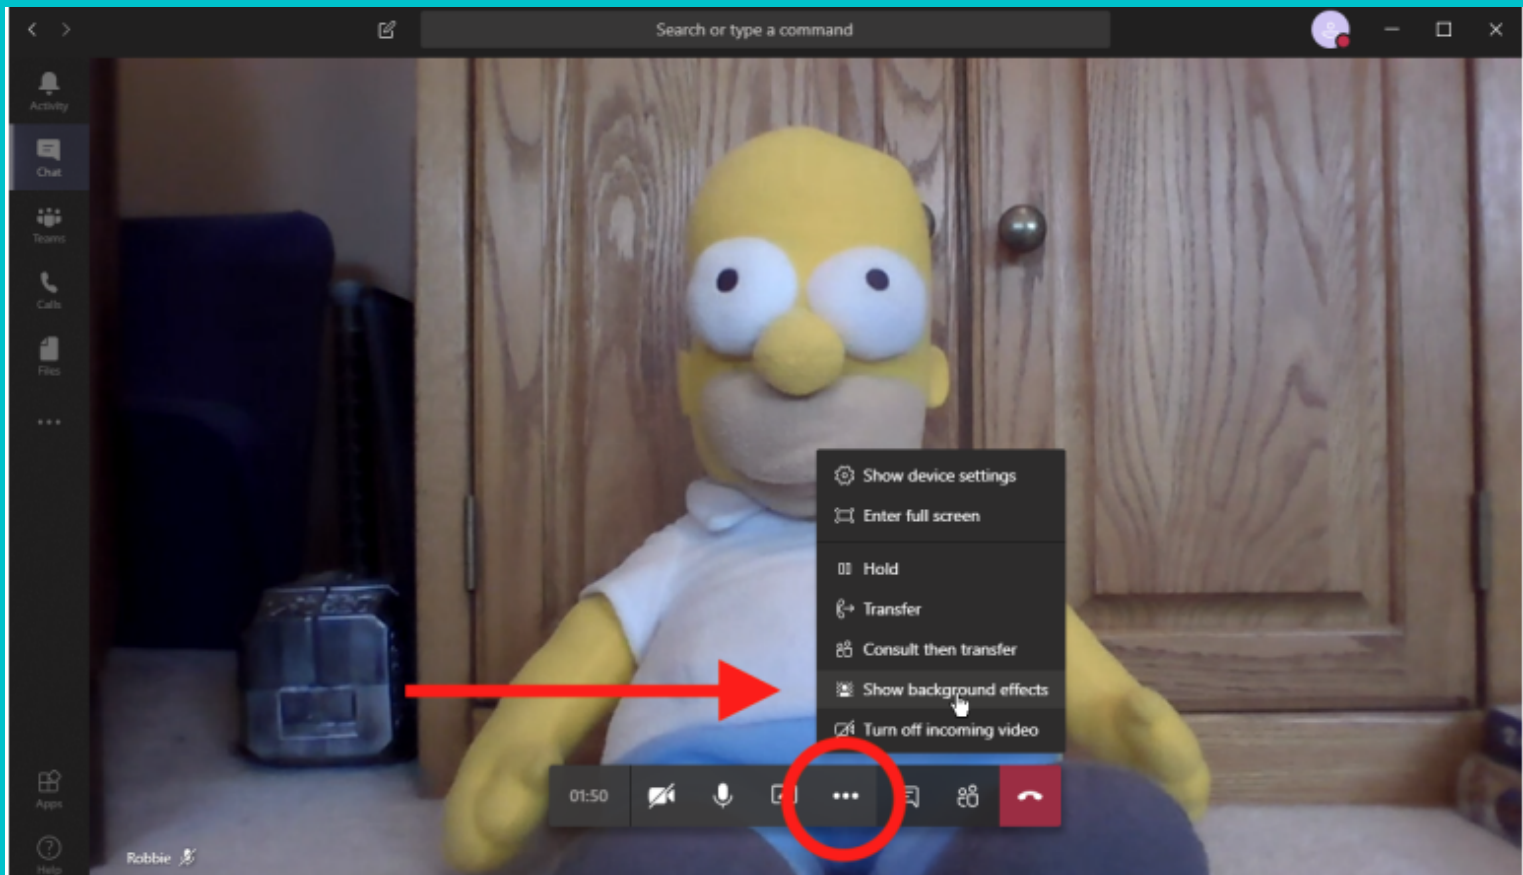 Search or type a command
Activity
Chat
Teams
Calls
Files
Show device settings
Enter full screen
Hold
Transfer
Consult then transfer
Show background effects
Turn off incoming video
01:50
Apps
Robbie
Help